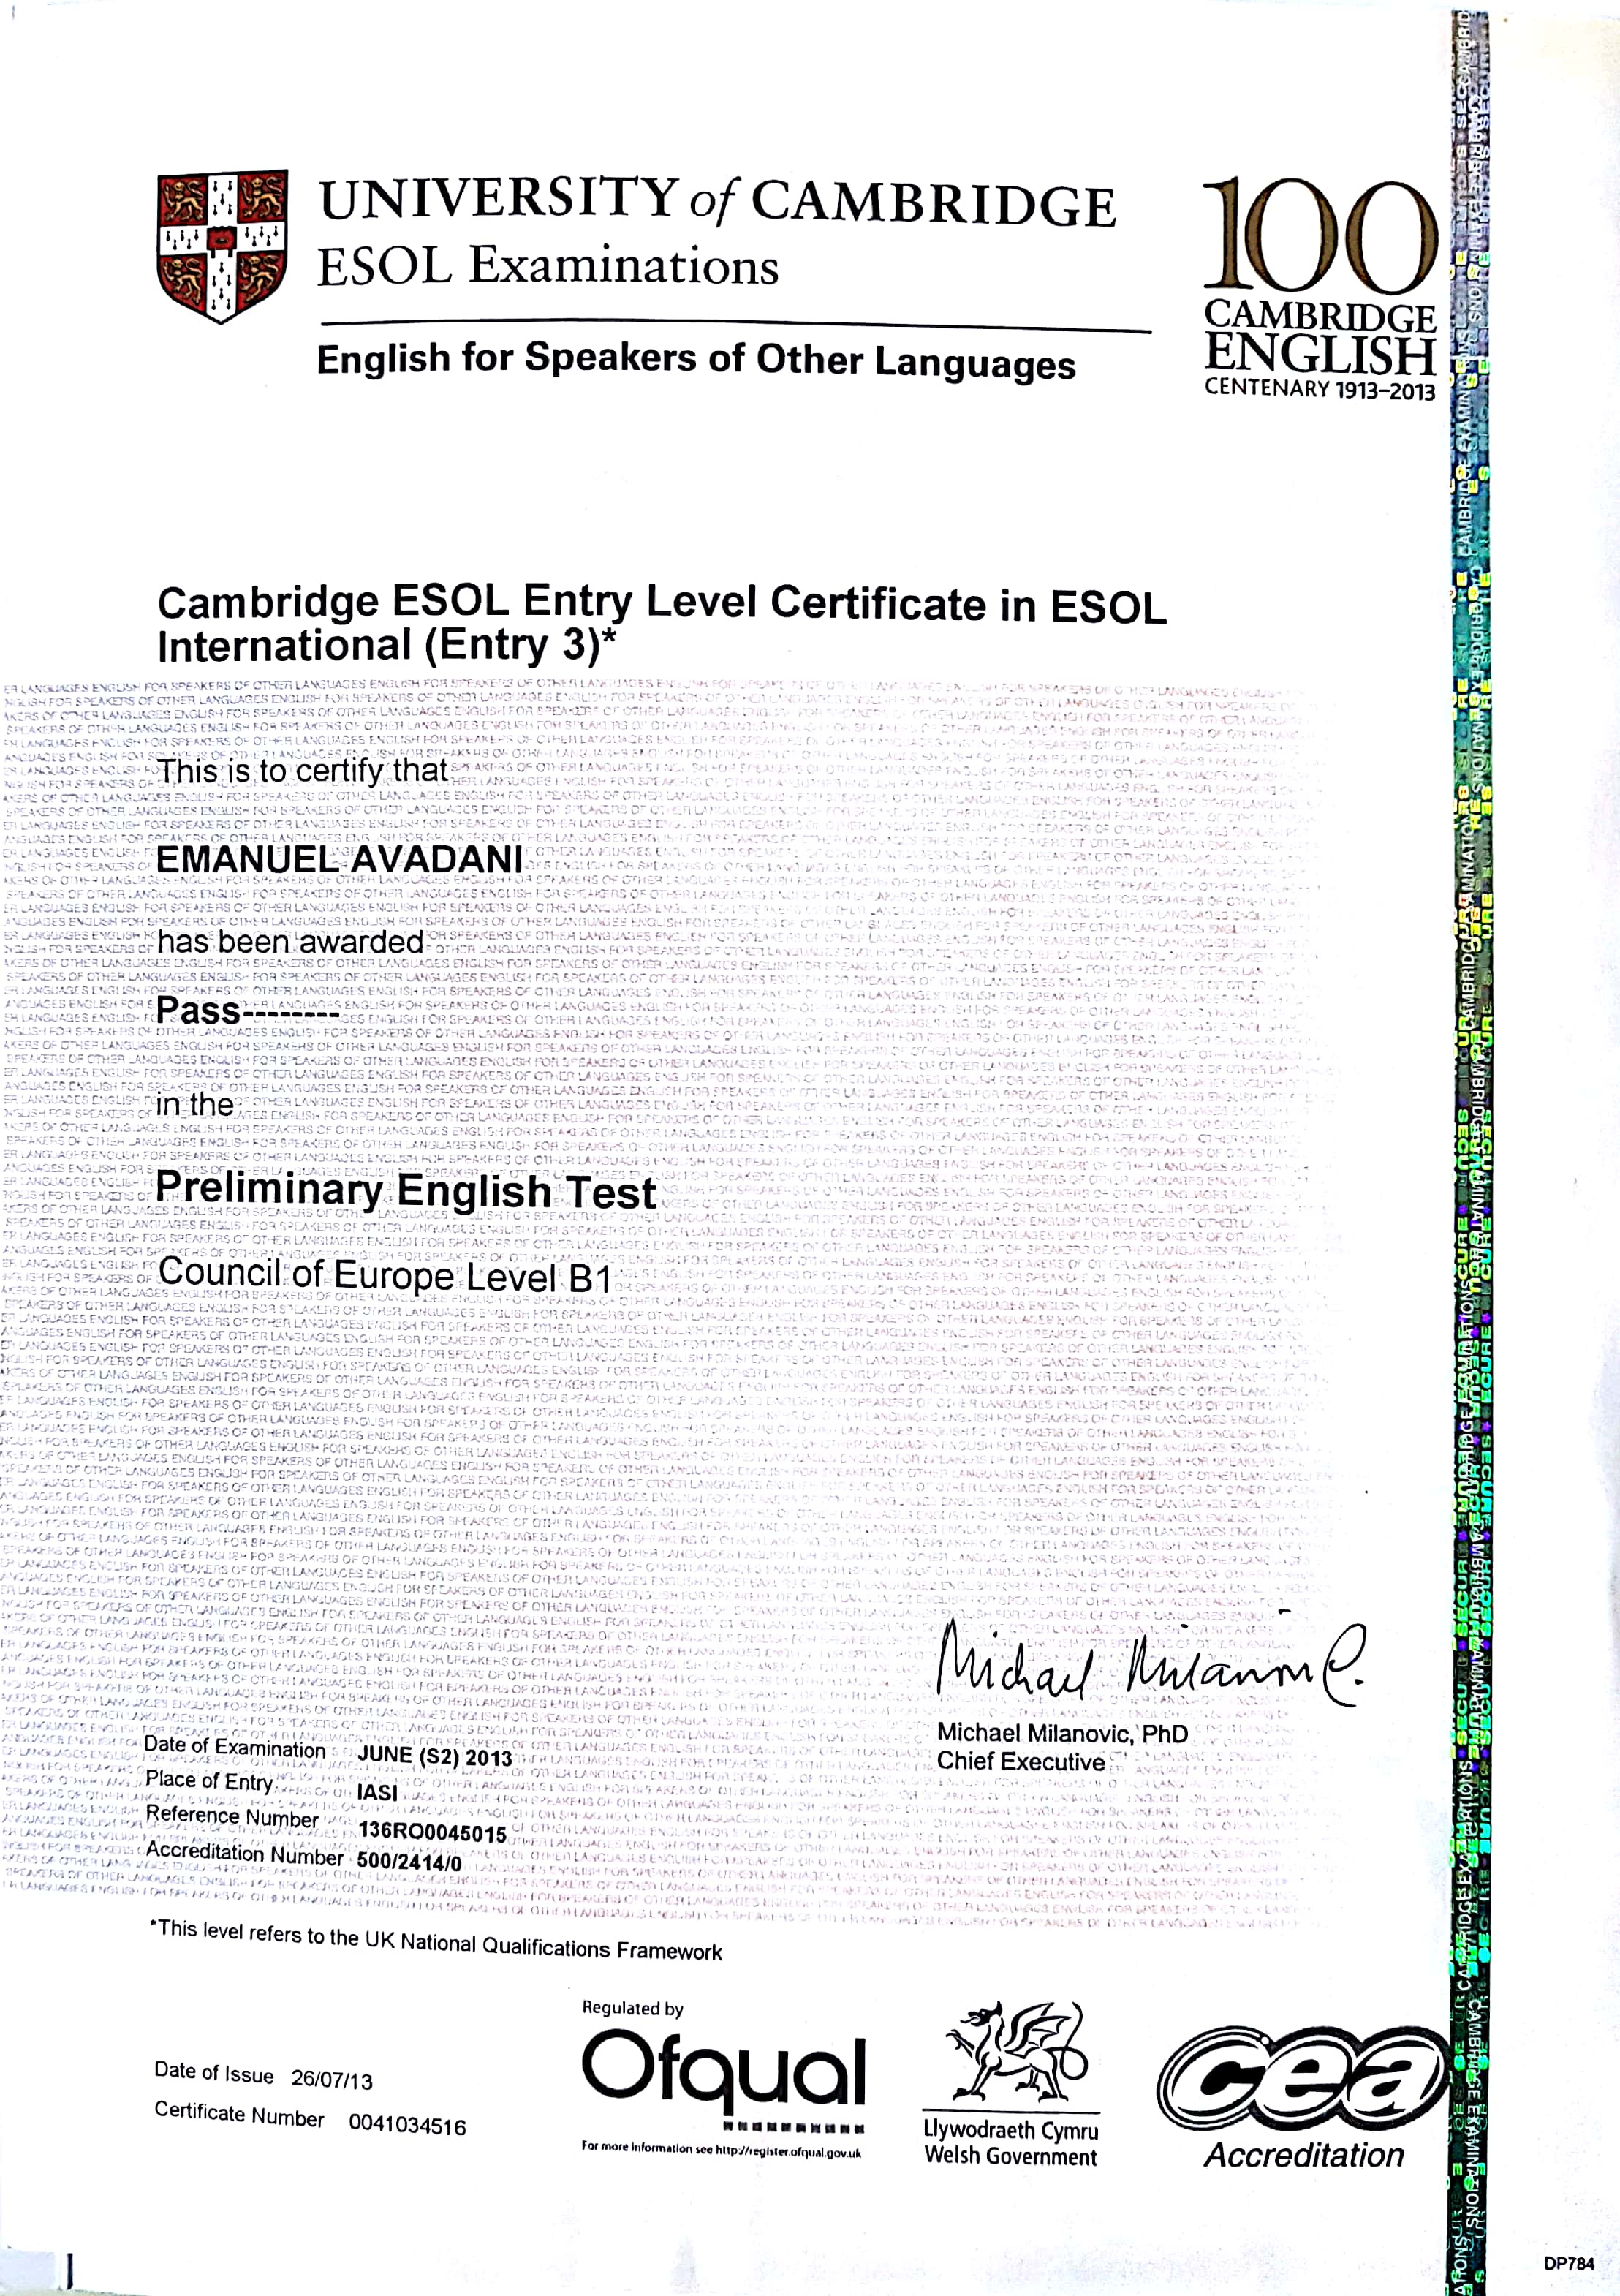 UNIVERSITY of CAMBRIDGE
ESOL Examinations
English for Speakers of Other Languages
100
CAMBRIDGE
ENGLISH
CENTENARY 1913–2013
Cambridge ESOL Entry Level Certificate in ESOL
International (Entry 3)*
This is to certify that
EMANUEL AVADANI
has been awarded
Pass--------
in the
Preliminary English Test
Council of Europe Level B1
Michael Milanovic
Michael Milanovic, PhD
Chief Executive
Date of Examination JUNE (S2) 2013
Place of Entry IASI
Reference Number 136RO0045015
Accreditation Number 500/2414/0
*This level refers to the UK National Qualifications Framework
Date of Issue 26/07/13
Certificate Number 0041034516
Regulated by
Ofqual
For more information see http://register.ofqual.gov.uk
Llywodraeth Cymru
Welsh Government
cea
Accreditation
DP784